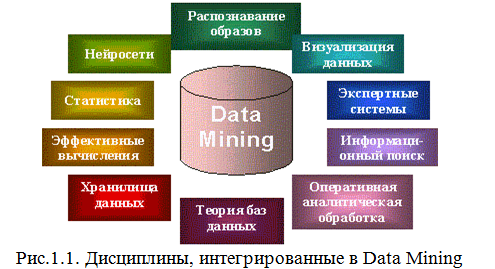 Распознавание
образов
Нейросети
Визуализация
данных
Статистика
Экспертные
системы
Data
Mining
Эффективные
вычисления
Информаци-
онный поиск
Хранилища
данных
Теория баз
данных
Оперативная
аналитическая
обработка
Рис.1.1. Дисциплины, интегрированные в Data Mining